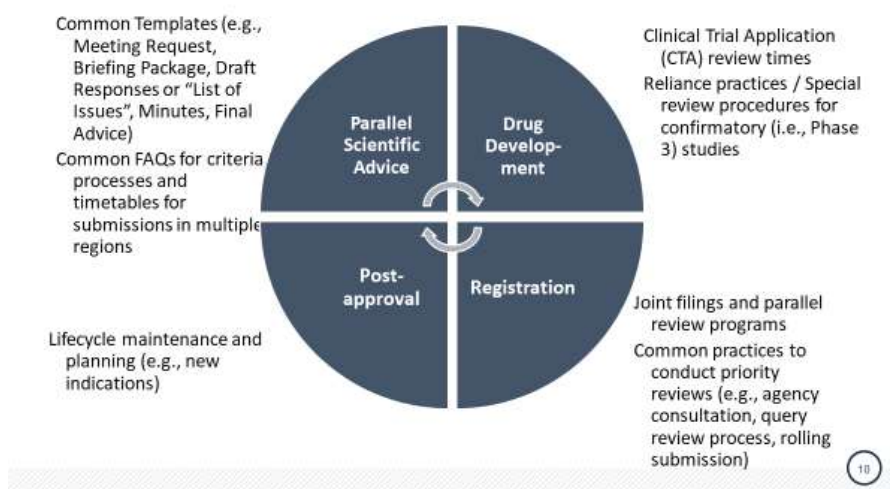 Common Templates (e.g.,
Meeting Request,
Briefing Package, Draft
Responses or “List of
Issues”, Minutes, Final
Advice)
Common FAQs for criteria
processes and
timetables for
submissions in multiple
regions
Parallel
Scientific
Advice
Drug
Develop-
ment
Clinical Trial Application
(CTA) review times
Reliance practices / Special
review procedures for
confirmatory (i.e., Phase
3) studies
Lifecycle maintenance and
planning (e.g., new
indications)
Post-
approval
Registration
Joint filings and parallel
review programs
Common practices to
conduct priority
reviews (e.g., agency
consultation, query
review process, rolling
submission)
10